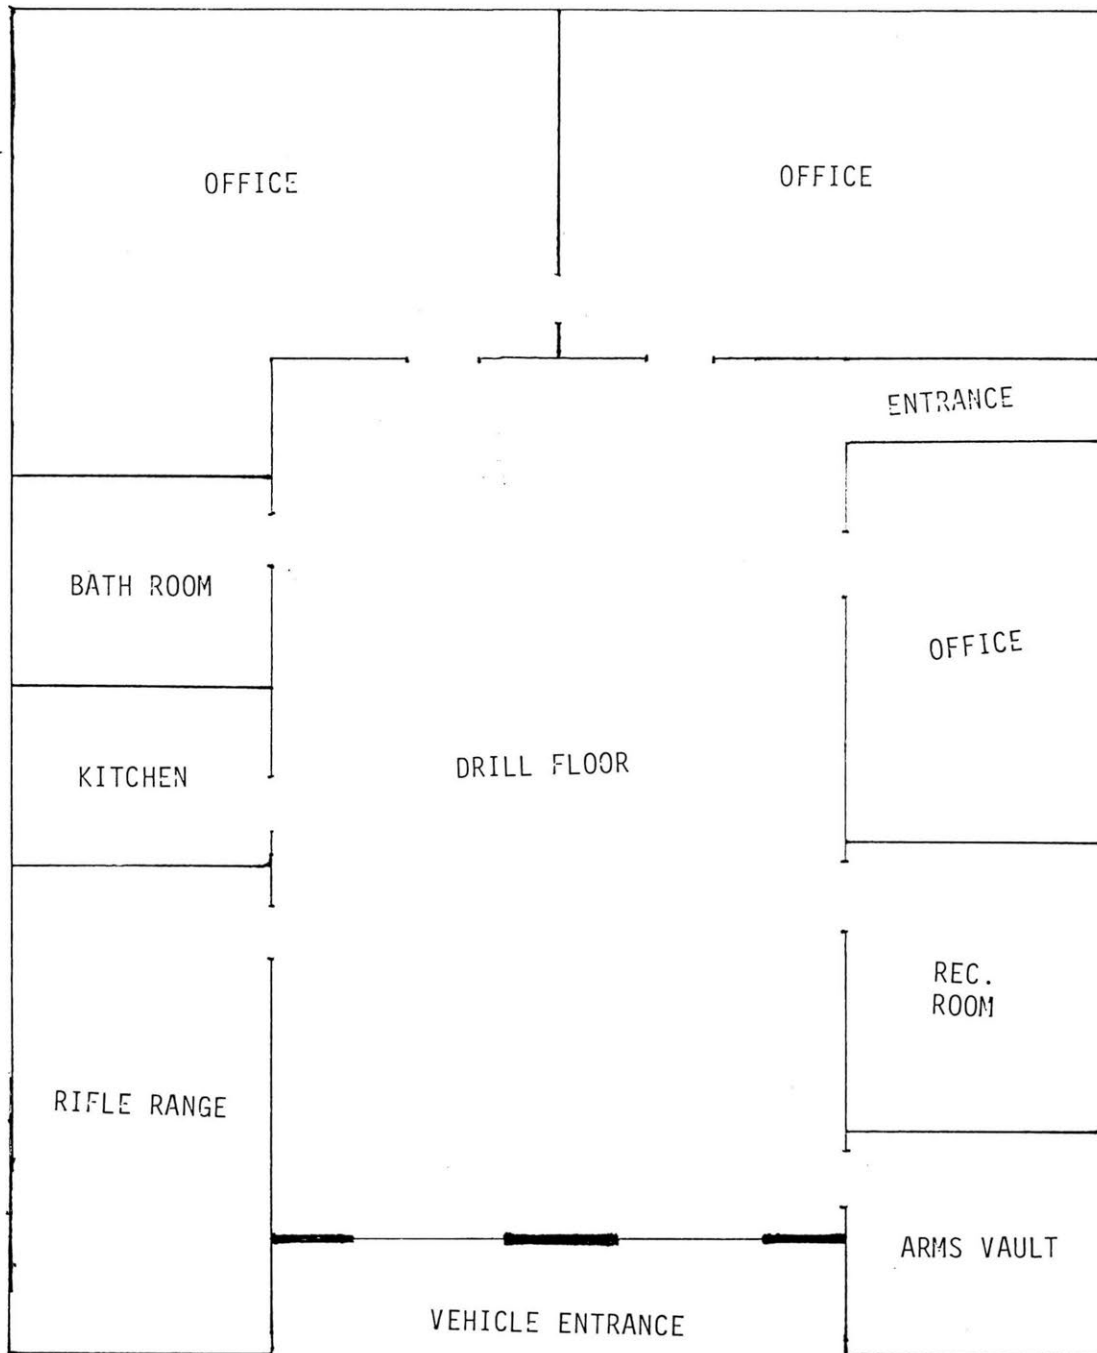 OFFICE
OFFICE
ENTRANCE
BATH ROOM
OFFICE
KITCHEN
DRILL FLOOR
REC.
ROOM
RIFLE RANGE
ARMS VAULT
VEHICLE ENTRANCE